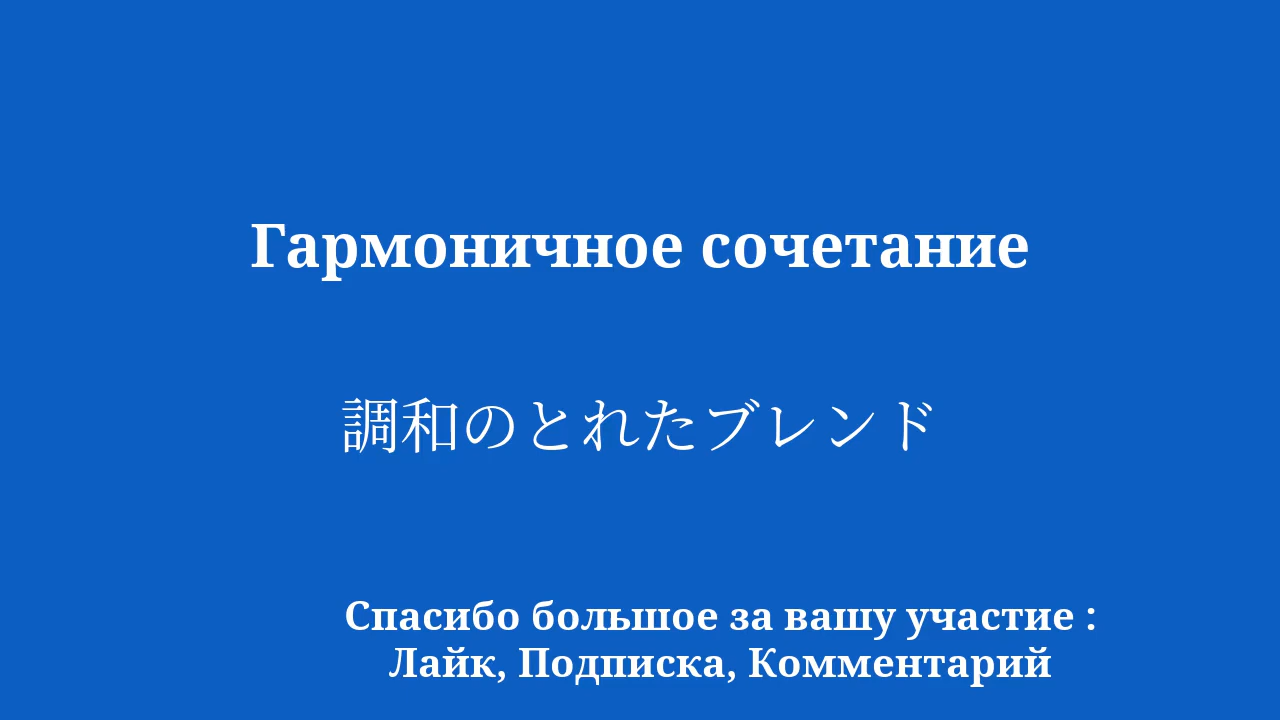 Гармоничное сочетание
調和のとれたブレンド
Спасибо большое за вашу участие :
Лайк, Подписка, Комментарий